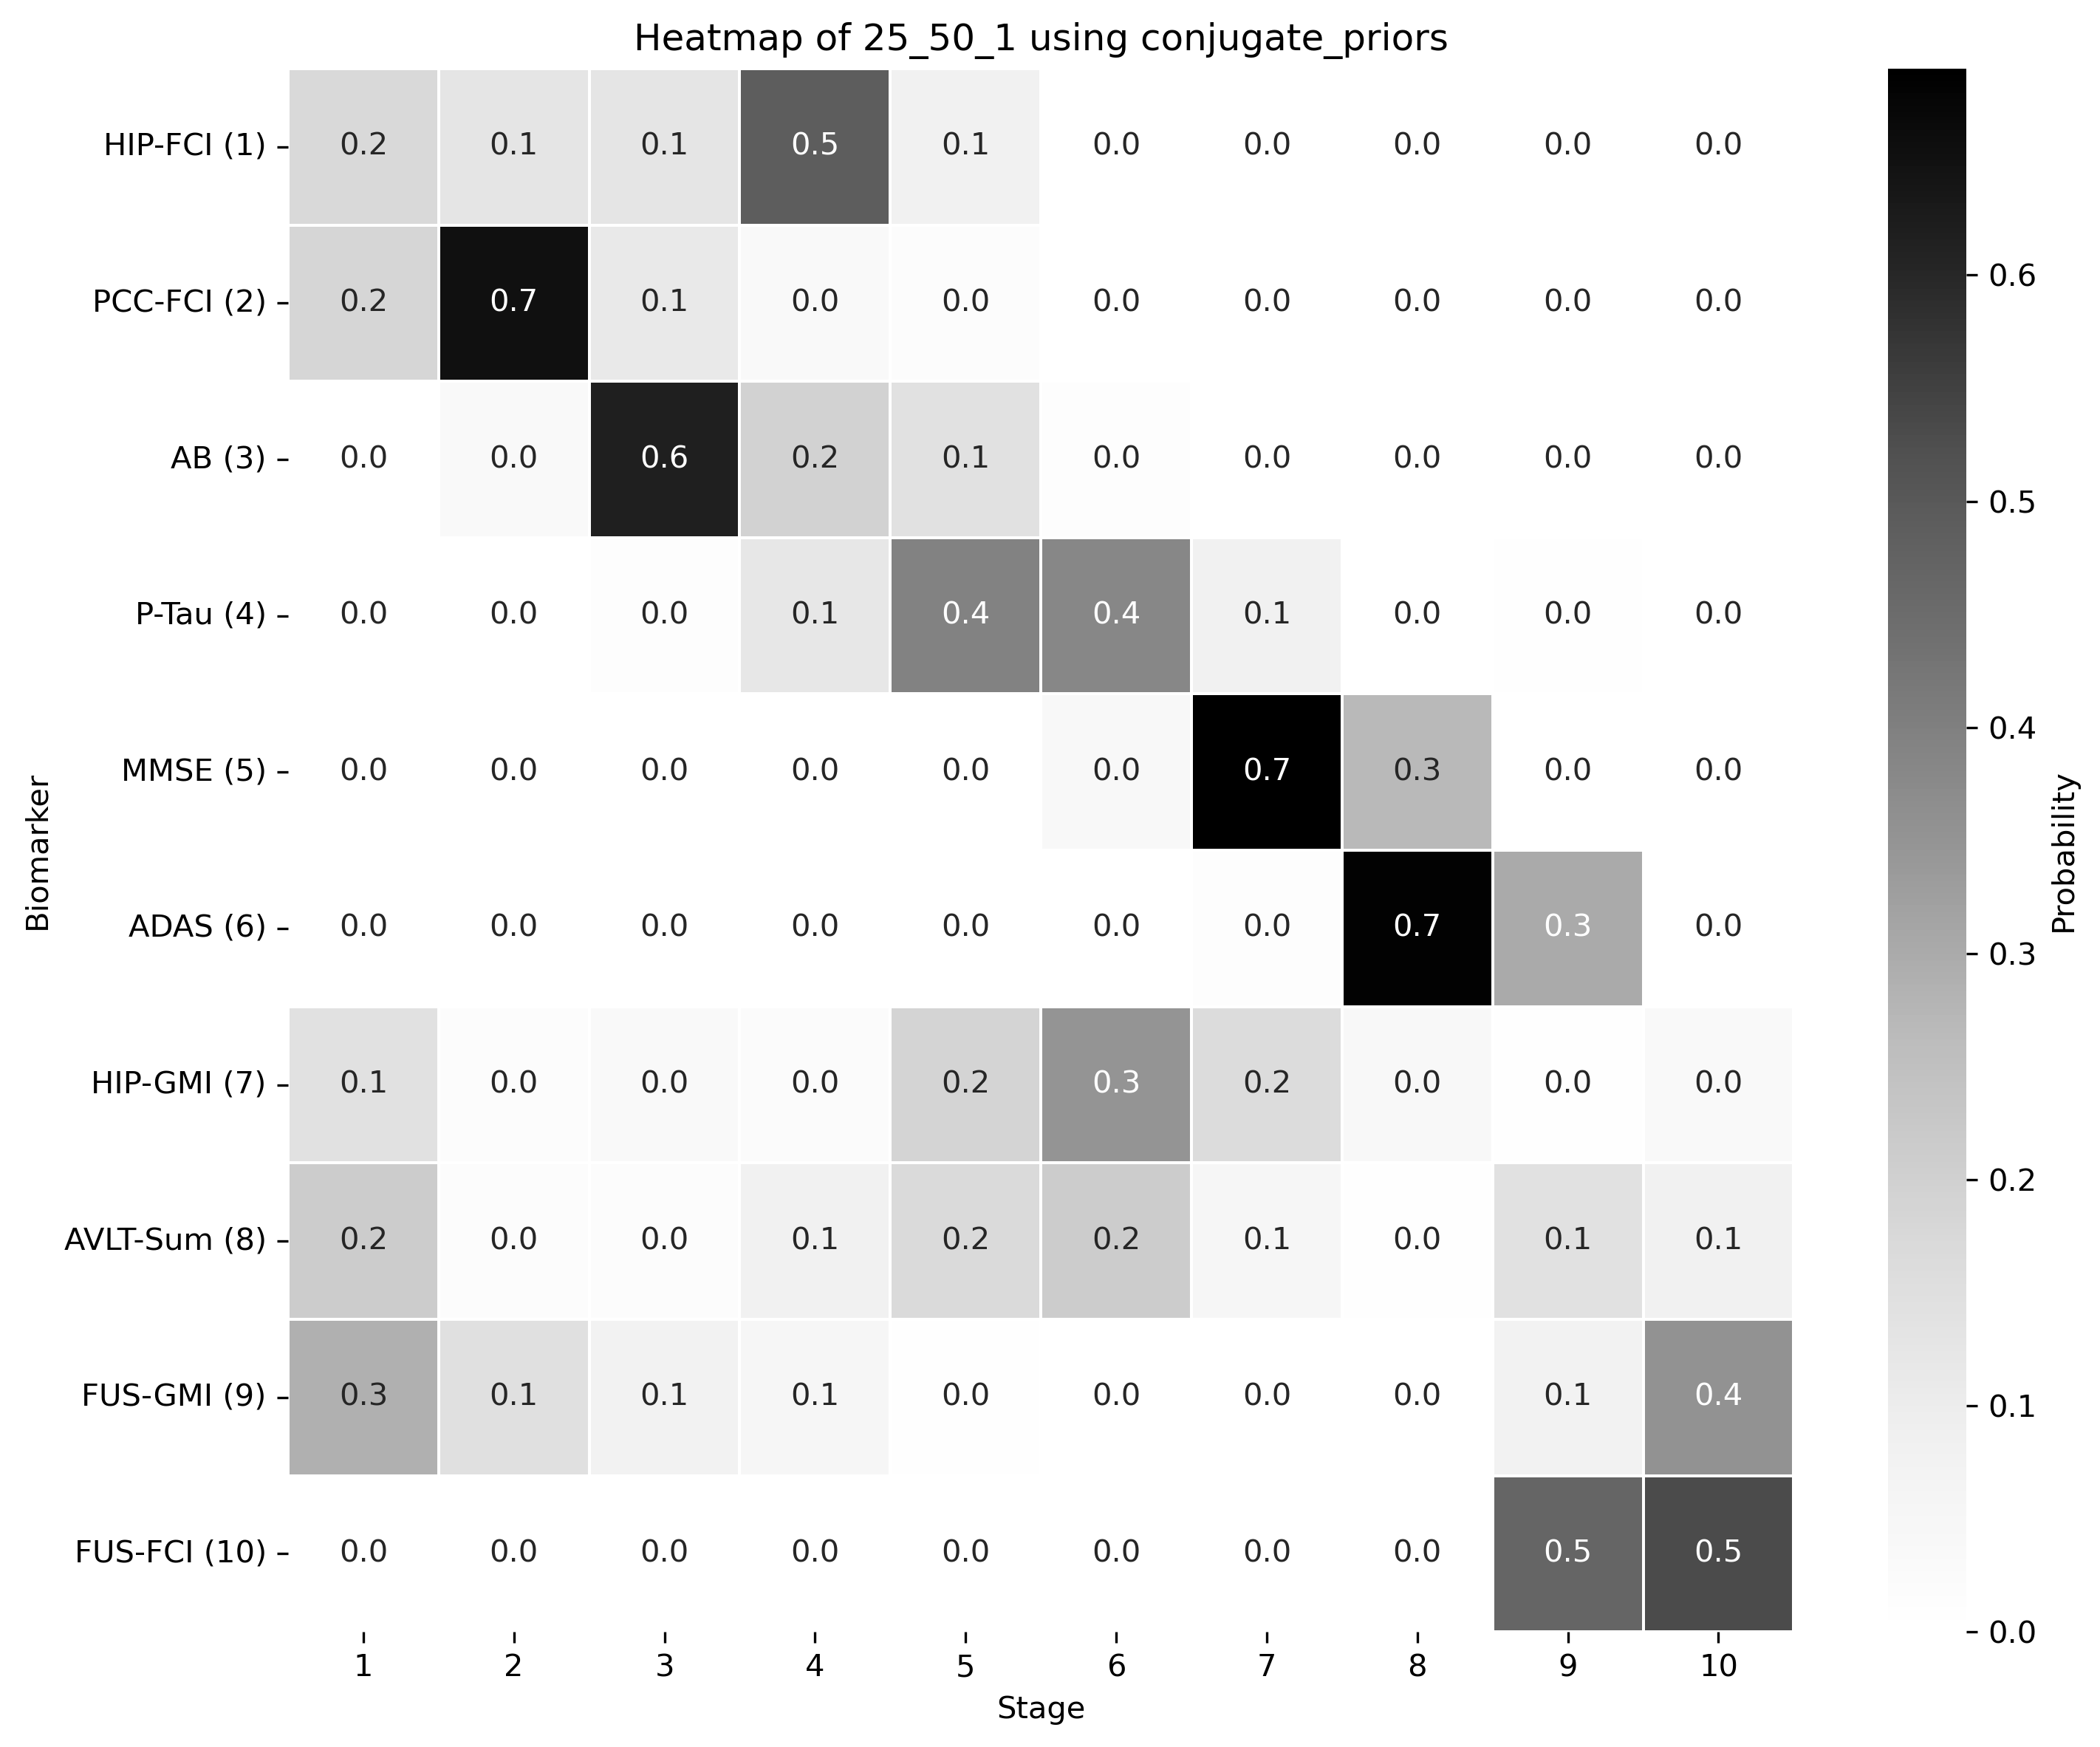 Heatmap of 25_50_1 using conjugate_priors
HIP-FCI (1) 0.2 0.1 0.1 0.5 0.1 0.0 0.0 0.0 0.0 0.0
PCC-FCI (2) 0.2 0.7 0.1 0.0 0.0 0.0 0.0 0.0 0.0 0.0
AB (3) 0.0 0.0 0.6 0.2 0.1 0.0 0.0 0.0 0.0 0.0
P-Tau (4) 0.0 0.0 0.0 0.1 0.4 0.4 0.1 0.0 0.0 0.0
MMSE (5) 0.0 0.0 0.0 0.0 0.0 0.0 0.7 0.3 0.0 0.0
ADAS (6) 0.0 0.0 0.0 0.0 0.0 0.0 0.0 0.7 0.3 0.0
HIP-GMI (7) 0.1 0.0 0.0 0.0 0.2 0.3 0.2 0.0 0.0 0.0
AVLT-Sum (8) 0.2 0.0 0.0 0.1 0.2 0.2 0.1 0.0 0.1 0.1
FUS-GMI (9) 0.3 0.1 0.1 0.1 0.0 0.0 0.0 0.0 0.1 0.4
FUS-FCI (10) 0.0 0.0 0.0 0.0 0.0 0.0 0.0 0.0 0.5 0.5
1 2 3 4 5 6 7 8 9 10
Stage
Biomarker
0.6
0.5
0.4
0.3
0.2
0.1
0.0
Probability